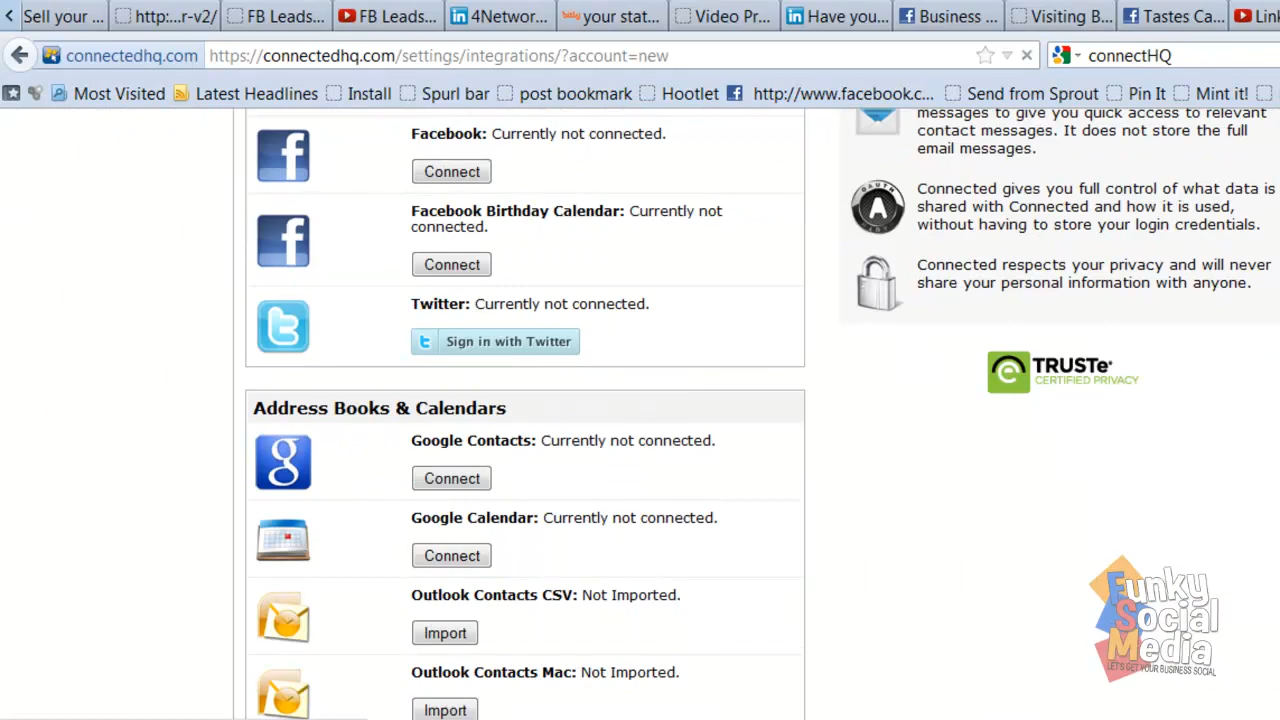 Sell your ...
http:...r-v2/
FB Leads...
FB Leads...
4Networ...
bitly your stat...
Video Pr...
Have you...
Business ...
Visiting B...
Tastes Ca...
Lin
connectedhq.com
https://connectedhq.com/settings/integrations/?account=new
connectHQ
Most Visited
Latest Headlines
Install
Spurl bar
post bookmark
Hootlet
http://www.facebook.c...
Send from Sprout
Pin It
Mint it!
Facebook: Currently not connected.
Connect
Facebook Birthday Calendar: Currently not
connected.
Connect
Twitter: Currently not connected.
Sign in with Twitter
Address Books & Calendars
Google Contacts: Currently not connected.
Connect
Google Calendar: Currently not connected.
Connect
Outlook Contacts CSV: Not Imported.
Import
Outlook Contacts Mac: Not Imported.
Import
messages to give you quick access to relevant
contact messages. It does not store the full
email messages.
OAUTH
Connected gives you full control of what data is
shared with Connected and how it is used,
without having to store your login credentials.
Connected respects your privacy and will never
share your personal information with anyone.
TRUSTe
CERTIFIED PRIVACY
Funky
Social
Media
LET'S GET YOUR BUSINESS SOCIAL